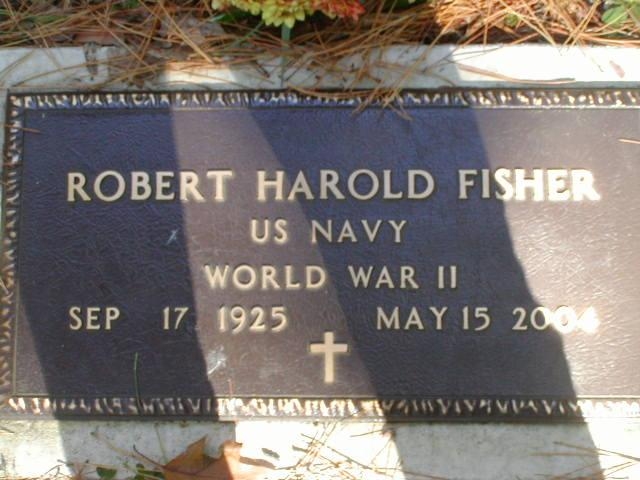 ROBERT HAROLD FISHER
US NAVY
WORLD WAR II
SEP 17 1925 MAY 15 2004